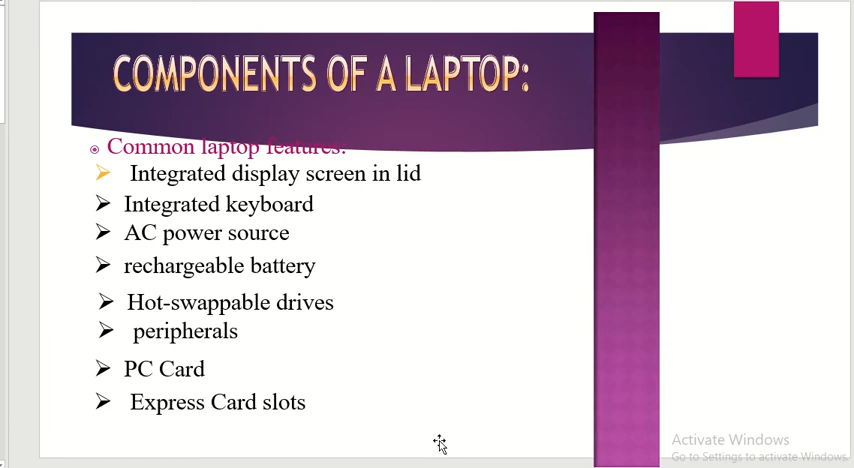 COMPONENTS OF A LAPTOP:
Common laptop features:
Integrated display screen in lid
Integrated keyboard
AC power source
rechargeable battery
Hot-swappable drives
peripherals
PC Card
Express Card slots
Activate Windows
Go to Settings to activate Windows.